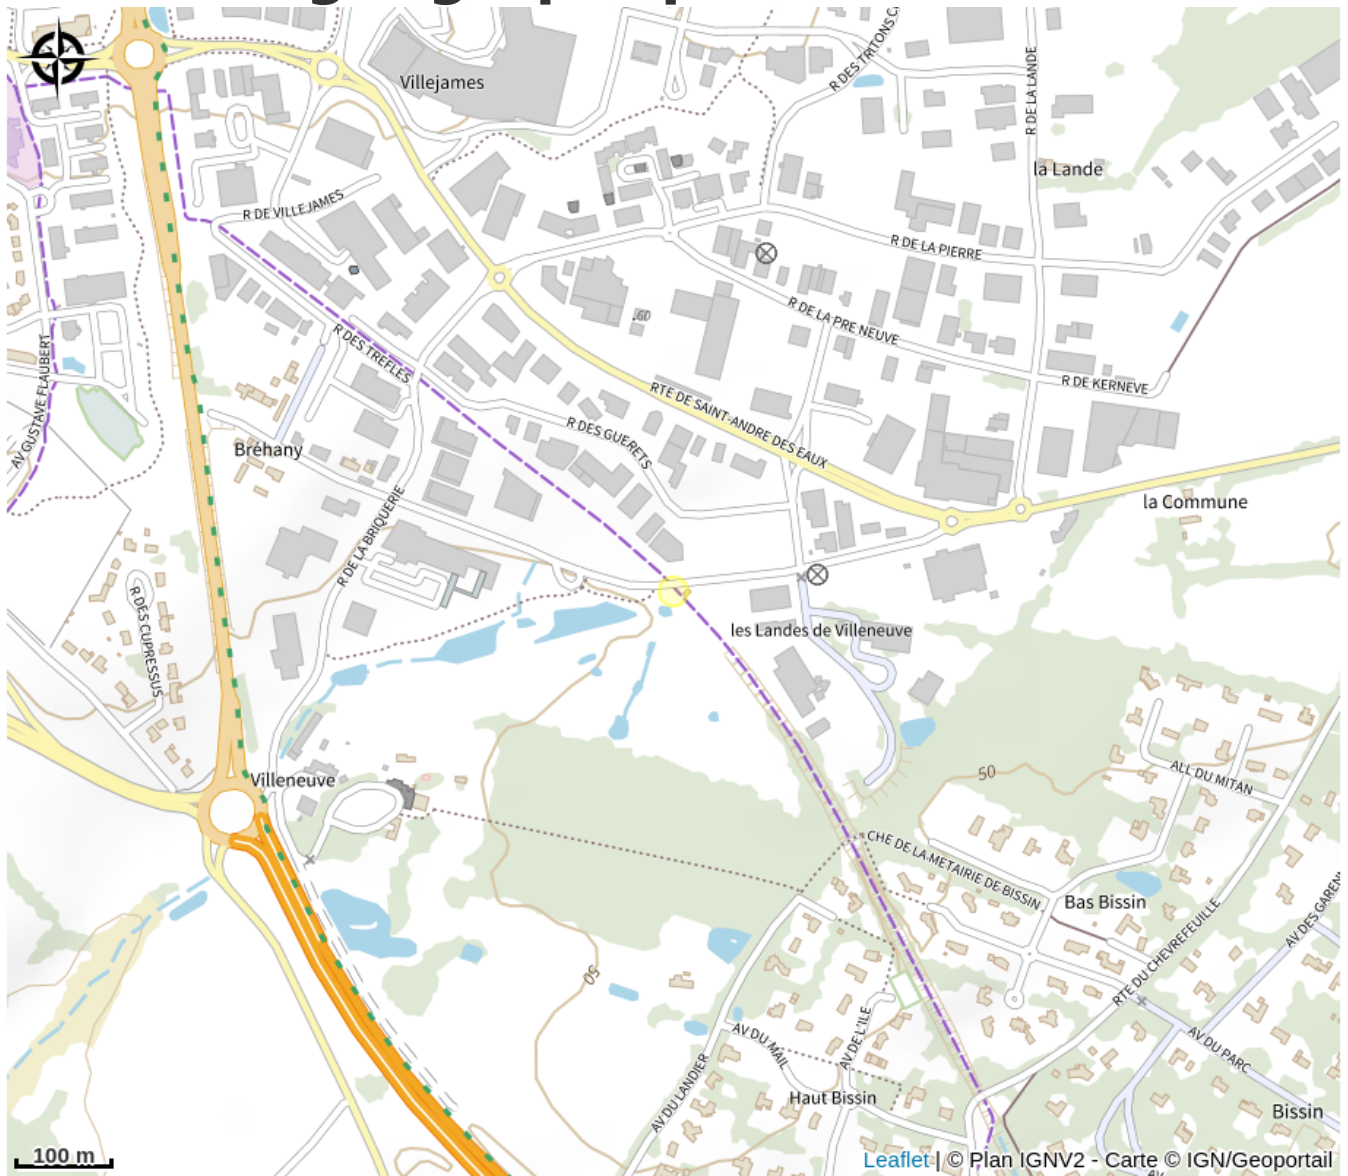 Villejames
R DES TRITONS C.
R DE LA LANDE
la Lande
R DE VILLEJAMES
R DE LA PIERRE
.60
R DE LA PRE NEUVE
R DES TREFLES
AV GUSTAVE FLAUBERT
R DE KERNEVE
RTE DE SAINT-ANDRE DES EAUX
R DES GUERETS
Bréhany
la Commune
R DE LA BRIQUERIE
R DES CUPRESSUS
les Landes de Villeneuve
50
ALL DU MITAN
Villeneuve
CHE DE LA METAIRIE DE BISSIN
Bas Bissin
AV DES GAREN
RTE DU CHEVREFEUILLE
50
AV DU MAIL
AV DE L'ILE
AV DU PARC
AV DU LANDIER
Haut Bissin
Bissin
100 m
Leaflet | © Plan IGNV2 - Carte © IGN/Geoportail